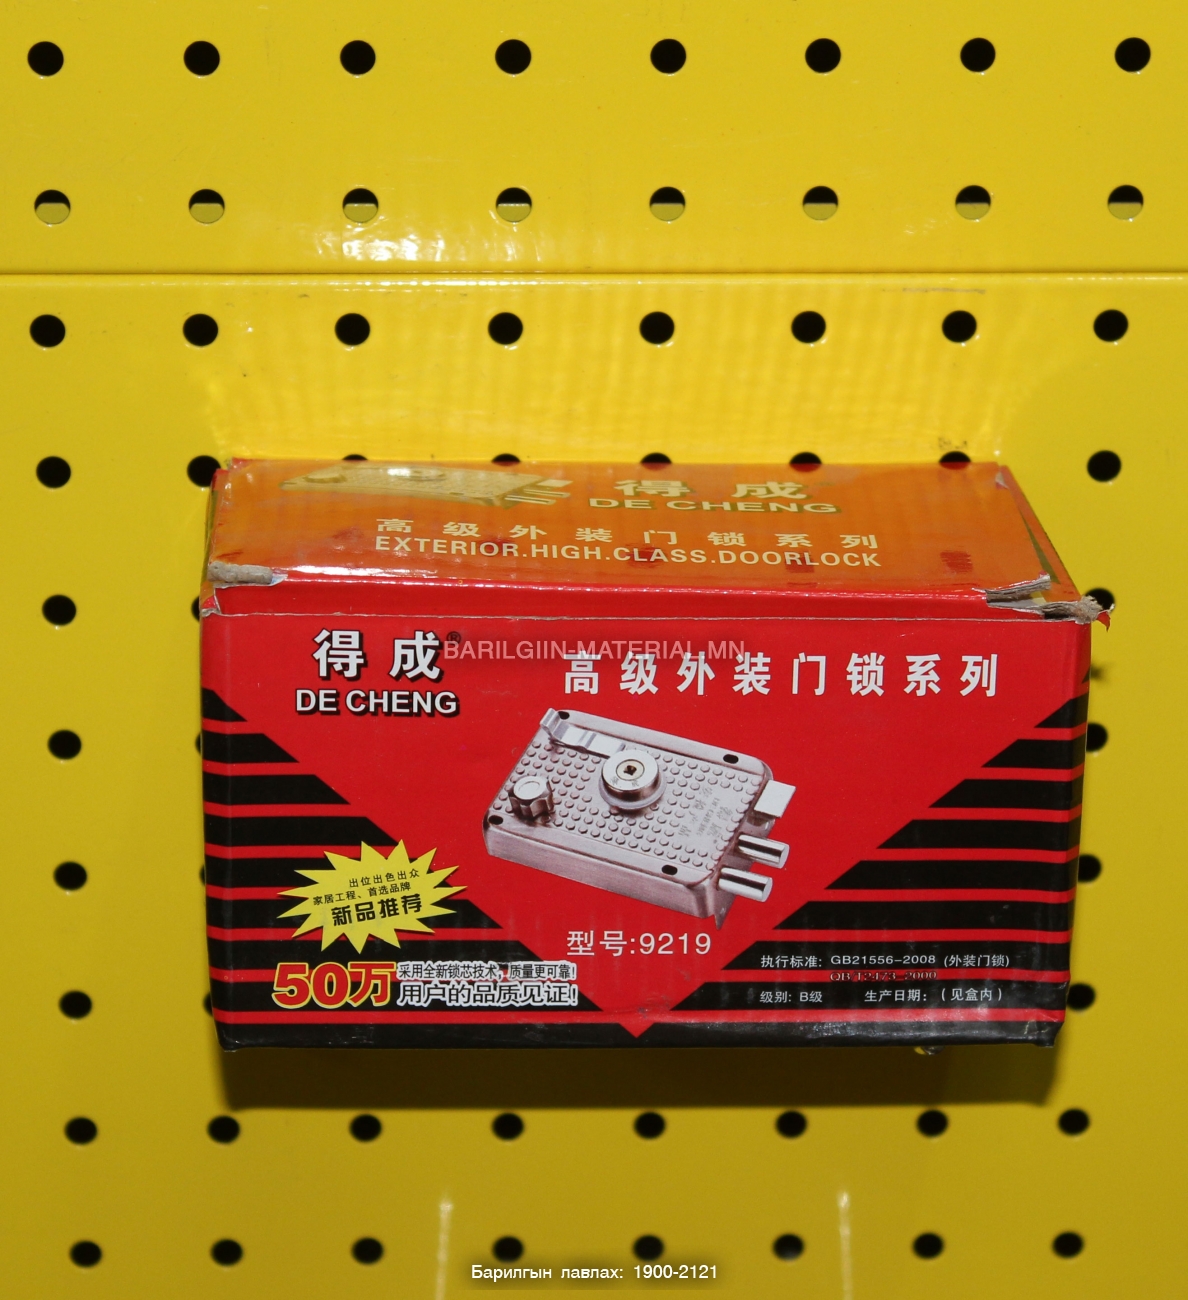 得成
DE CHENG
高级外装门锁系列
EXTERIOR.HIGH.CLASS.DOORLOCK
得成®
DE CHENG
BARILGIIN-MATERIAL.MN
高级外装门锁系列
出位出色出众
家居工程、首选品牌
新品推荐
50万
采用全新锁芯技术，质量更可靠！
用户的品质见证！
型号:9219
执行标准: GB21556-2008 (外装门锁)
2000
级别: B级 生产日期:（见盒内）
Барилгын лавлах: 1900-2121